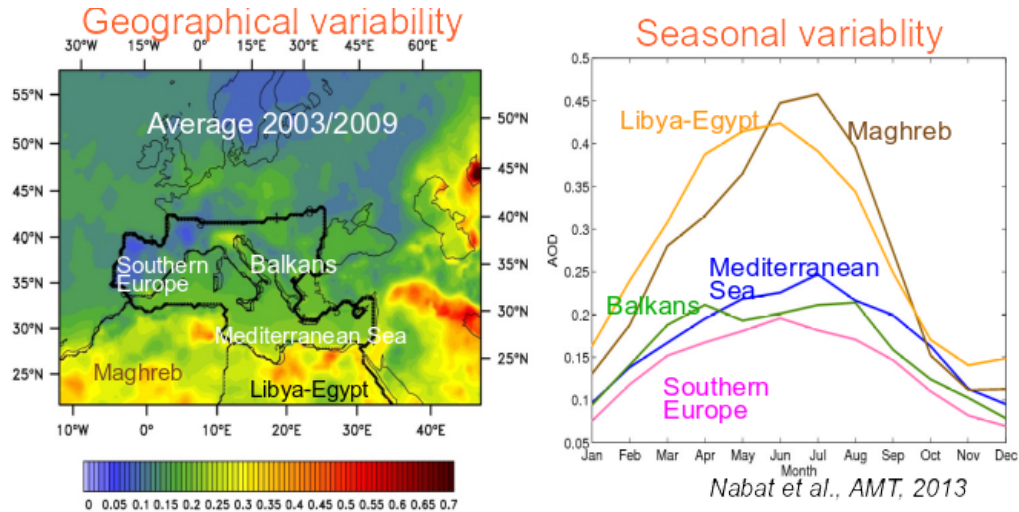 Geographical variability
30°W 15°W 0° 15°E 30°E 45°E 60°E
55°N
50°N
45°N
40°N
35°N
30°N
25°N
Average 2003/2009
Southern
Europe
Balkans
Mediterranean Sea
Maghreb
Libya-Egypt
50°N
45°N
40°N
35°N
30°N
25°N
10°W 0° 10°E 20°E 30°E 40°E
0 0.05 0.1 0.15 0.2 0.25 0.3 0.35 0.4 0.45 0.5 0.55 0.6 0.65 0.7
Seasonal variablity
0.5
0.45
0.4
0.35
0.3
0.25
0.2
0.15
0.1
0.05
AOD
Libya-Egypt
Maghreb
Mediterranean
Sea
Balkans
Southern
Europe
Jan Feb Mar Apr May Jun Jul Aug Sep Oct Nov Dec
Month
Nabat et al., AMT, 2013